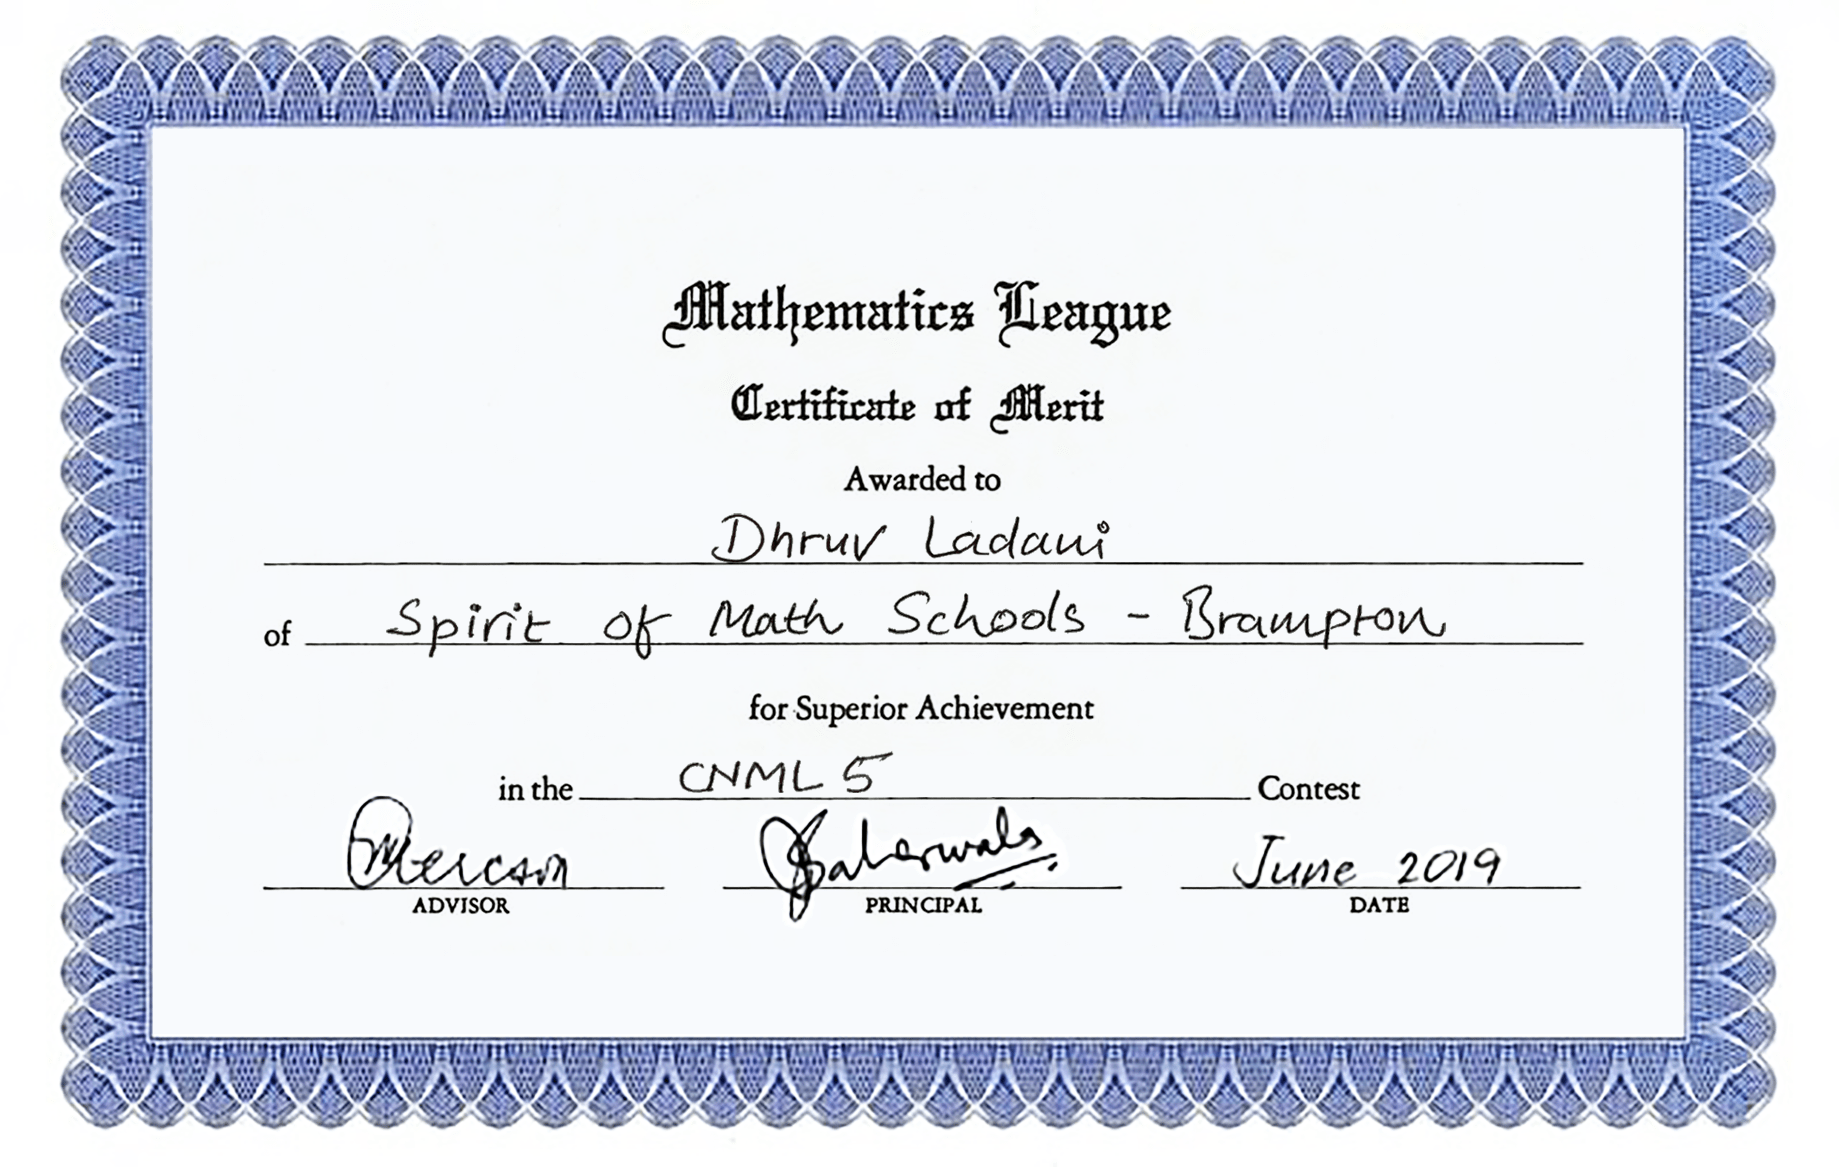 Mathematics League
Certificate of Merit
Awarded to
Dhruv Ladani
of Spirit of Math Schools - Brampton
for Superior Achievement
in the CNML 5 Contest
ADVISOR PRINCIPAL June 2019
DATE